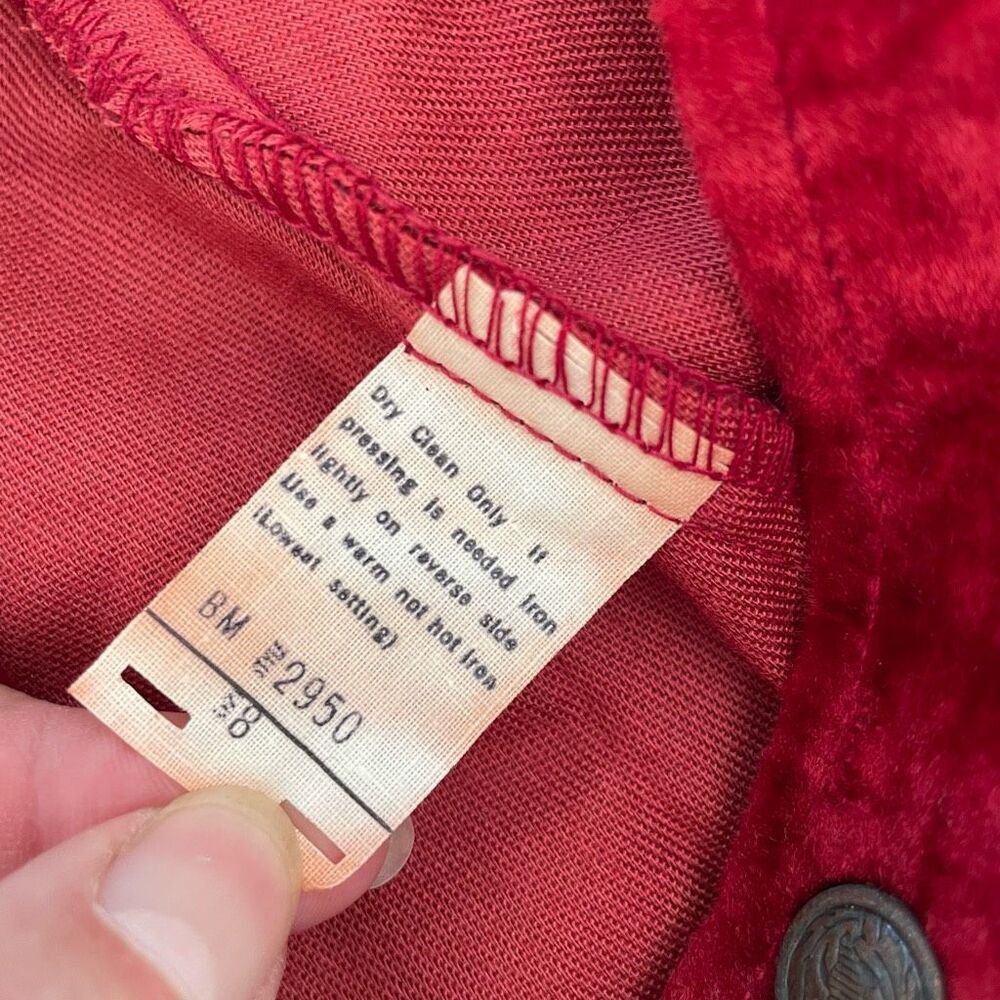 Dry Clean Only If
pressing is needed iron
lightly on reverse side
Use a warm not hot iron
(Lowest setting)
BM 2950
8